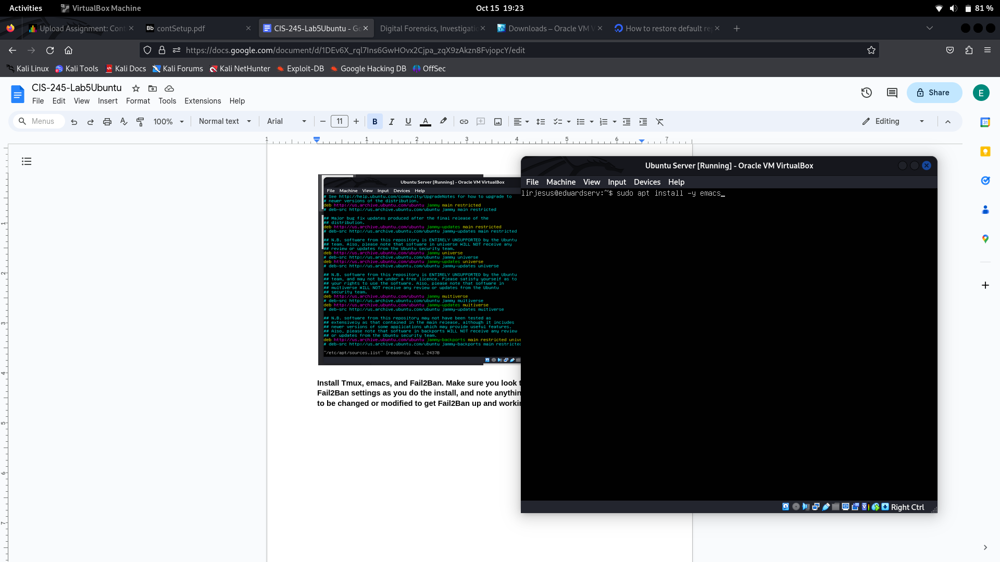 Activities VirtualBox Machine Oct 15 19:23 81 %
Upload Assignment: Cont contSetup.pdf CIS-245-Lab5Ubuntu - Go Digital Forensics, Investigatio Downloads – Oracle VM V How to restore default re
https://docs.google.com/document/d/1DEv6X_rql7Ins6GwHOvx2Cjpa_zqX9zAkzn8FvjopcY/edit
Kali Linux Kali Tools Kali Docs Kali Forums Kali NetHunter Exploit-DB Google Hacking DB OffSec
CIS-245-Lab5Ubuntu
File Edit View Insert Format Tools Extensions Help
Share E
Menus 100% Normal text Arial 11 B I U A Editing
1 1 2 3 4 5 6 7
Ubuntu Server [Running] - Oracle VM VirtualBox
File Machine View Input Devices Help
# See http://help.ubuntu.com/community/UpgradeNotes for how to upgrade to
# newer versions of the distribution.
deb http://us.archive.ubuntu.com/ubuntu jammy main restricted
# deb-src http://us.archive.ubuntu.com/ubuntu jammy main restricted
## Major bug fix updates produced after the final release of the
## distribution.
deb http://us.archive.ubuntu.com/ubuntu jammy-updates main restricted
# deb-src http://us.archive.ubuntu.com/ubuntu jammy-updates main restricted
## N.B. software from this repository is ENTIRELY UNSUPPORTED by the Ubuntu
## team. Also, please note that software in universe WILL NOT receive any
## review or updates from the Ubuntu security team.
deb http://us.archive.ubuntu.com/ubuntu jammy universe
# deb-src http://us.archive.ubuntu.com/ubuntu jammy universe
deb http://us.archive.ubuntu.com/ubuntu jammy-updates universe
# deb-src http://us.archive.ubuntu.com/ubuntu jammy-updates universe
## N.B. software from this repository is ENTIRELY UNSUPPORTED by the Ubuntu
## team, and may not be under a free licence. Please satisfy yourself as to
## your rights to use the software. Also, please note that software in
## multiverse WILL NOT receive any review or updates from the Ubuntu
## security team.
deb http://us.archive.ubuntu.com/ubuntu jammy multiverse
# deb-src http://us.archive.ubuntu.com/ubuntu jammy multiverse
deb http://us.archive.ubuntu.com/ubuntu jammy-updates multiverse
# deb-src http://us.archive.ubuntu.com/ubuntu jammy-updates multiverse
## N.B. software from this repository may not have been tested as
## extensively as that contained in the main release, although it includes
## newer versions of some applications which may provide useful features.
## Also, please note that software in backports WILL NOT receive any review
## or updates from the Ubuntu security team.
deb http://us.archive.ubuntu.com/ubuntu jammy-backports main restricted unive
# deb-src http://us.archive.ubuntu.com/ubuntu jammy-backports main restricted
"/etc/apt/sources.list" [readonly] 42L, 2437B
Install Tmux, emacs, and Fail2Ban. Make sure you look t
Fail2Ban settings as you do the install, and note anythin
to be changed or modified to get Fail2Ban up and workin
Ubuntu Server [Running] - Oracle VM VirtualBox
File Machine View Input Devices Help
lirjesus@edwardserv:~$ sudo apt install -y emacs_
Right Ctrl
1
2
3
4
5
6
7